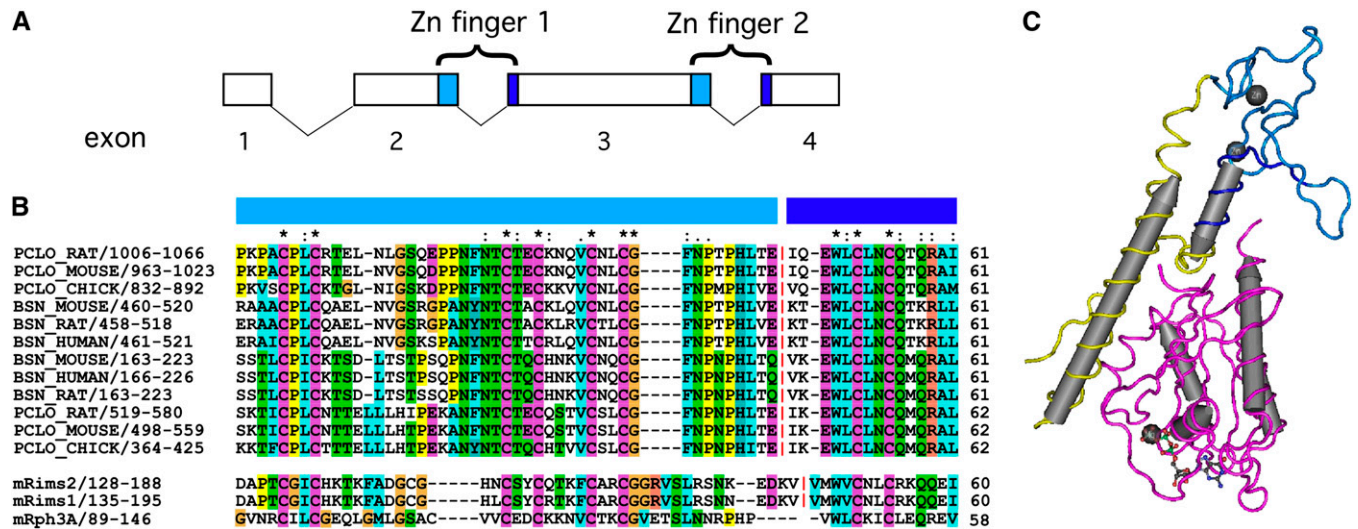 A
Zn finger 1
Zn finger 2
exon
1 2 3 4
B
* :* : *: .* ** :.. *:* * :: :
PCLO_RAT/1006-1066 PKPACPLCRTEL-NLGSQEPPNFNTCTECKNQVCNLCG-----FNPTPHLTE|IQ-EWLCLNCQTQRAI 61
PCLO_MOUSE/963-1023 PKPACPLCRTEL-NLGSQEPPNFNTCTECKNQVCNLCG-----FNPTPHLTE|IQ-EWLCLNCQTQRAI 61
PCLO_CHICK/832-892 PKVSCPLCKTGL-NIGSKDPPNFNTCTECKKVVCNLCG-----FNPMPHIVE|VQ-EWLCLNCQTQRAM 61
BSN_MOUSE/460-520 RAAACPLCQAEL-NVGSRGPANYNTCTACKLQVCNLCG-----FNPTPHLVE|KT-EWLCLNCQTKRLL 61
BSN_RAT/458-518 ERAACPLCQAEL-NVGSRGPANYNTCTACKLRVCTLCG-----FNPTPHLVE|KT-EWLCLNCQTKRLL 61
BSN_HUMAN/461-521 ERAICPLCQAEL-NVGSKSPANYNTCTTCRLQVCNLCG-----FNPTPHLVE|KT-EWLCLNCQTKRLL 61
BSN_MOUSE/163-223 SSTLCPICKTSD-LTSTPSQPNFNTCTQCHNKVCNQCG-----FNPNPHLTQ|VK-EWLCLNCQMQRAL 61
BSN_HUMAN/166-226 SSTLCPICKTSD-LTSTPSQPNFNTCTQCHNKVCNQCG-----FNPNPHLTQ|VK-EWLCLNCQMQRAL 61
BSN_RAT/163-223 SSTLCPICKTSD-LTSTPSQPNFNTCTQCHNKVCNQCG-----FNPNPHLTQ|VK-EWLCLNCQMQRAL 61
PCLO_RAT/519-580 SKTICPLCNTTELLLHIPEKANFNTCTECQSTVCSLCG-----FNPNPHLTE|IK-EWLCLNCQMQRAL 62
PCLO_MOUSE/498-559 SKTICPLCNTTELLLHIPEKANFNTCTECQSTVCSLCG-----FNPNPHLTE|IK-EWLCLNCQMQRAL 62
PCLO_CHICK/364-425 KKTFCPLCTTTELLLHTPEKANFNTCTQCHTVVCSLCG-----FNPNPHLTE|IK-EWLCLNCQMQRAL 62
mRims2/128-188 DAPTCGICHKTKFADGCG-----HNCSYCQTKFCARCGGRVSLRSNK--EDKV|VMWVCNLCRKQQEI 60
mRims1/135-195 DAPTCGICHKTKFADGCG-----HLCSYCRTKFCARCGGRVSLRSNN--EDKV|VMWVCNLCRKQQEI 60
mRph3A/89-146 GVNRCILCGEQLGMLGSAC----VVCEDCKKNVCTKCGVETSLNNRPHP-----VWLCKICLEQREV 58
C
Zn
Zn